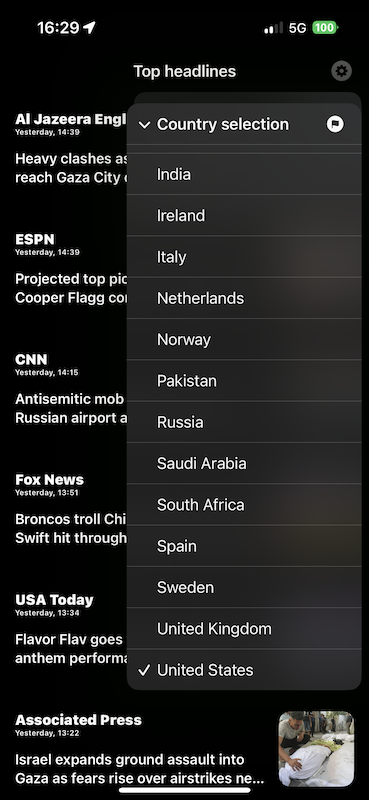 16:29
5G
100
Top headlines
Country selection
India
Ireland
Italy
Netherlands
Norway
Pakistan
Russia
Saudi Arabia
South Africa
Spain
Sweden
United Kingdom
United States
Al Jazeera Engl
Yesterday, 14:39
Heavy clashes as
reach Gaza City
ESPN
Yesterday, 14:39
Projected top pic
Cooper Flagg co
CNN
Yesterday, 14:15
Antisemitic mob
Russian airport a
Fox News
Yesterday, 13:51
Broncos troll Chi
Swift hit through
USA Today
Yesterday, 13:34
Flavor Flav goes
anthem performa
Associated Press
Yesterday, 13:22
Israel expands ground assault into
Gaza as fears rise over airstrikes ne...